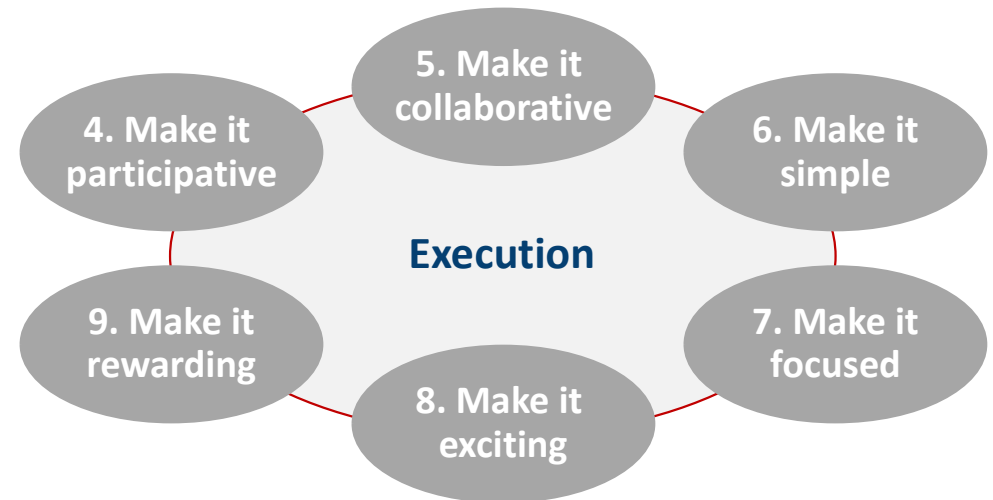 5. Make it
collaborative
4. Make it
participative
6. Make it
simple
Execution
9. Make it
rewarding
7. Make it
focused
8. Make it
exciting